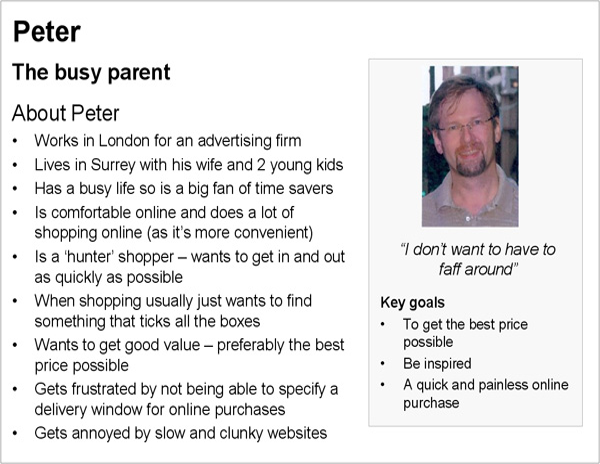 Peter
The busy parent
About Peter
• Works in London for an advertising firm
• Lives in Surrey with his wife and 2 young kids
• Has a busy life so is a big fan of time savers
• Is comfortable online and does a lot of
shopping online (as it's more convenient)
• Is a 'hunter' shopper – wants to get in and out
as quickly as possible
• When shopping usually just wants to find
something that ticks all the boxes
• Wants to get good value – preferably the best
price possible
• Gets frustrated by not being able to specify a
delivery window for online purchases
• Gets annoyed by slow and clunky websites
“I don't want to have to
faff around”
Key goals
• To get the best price
possible
• Be inspired
• A quick and painless online
purchase